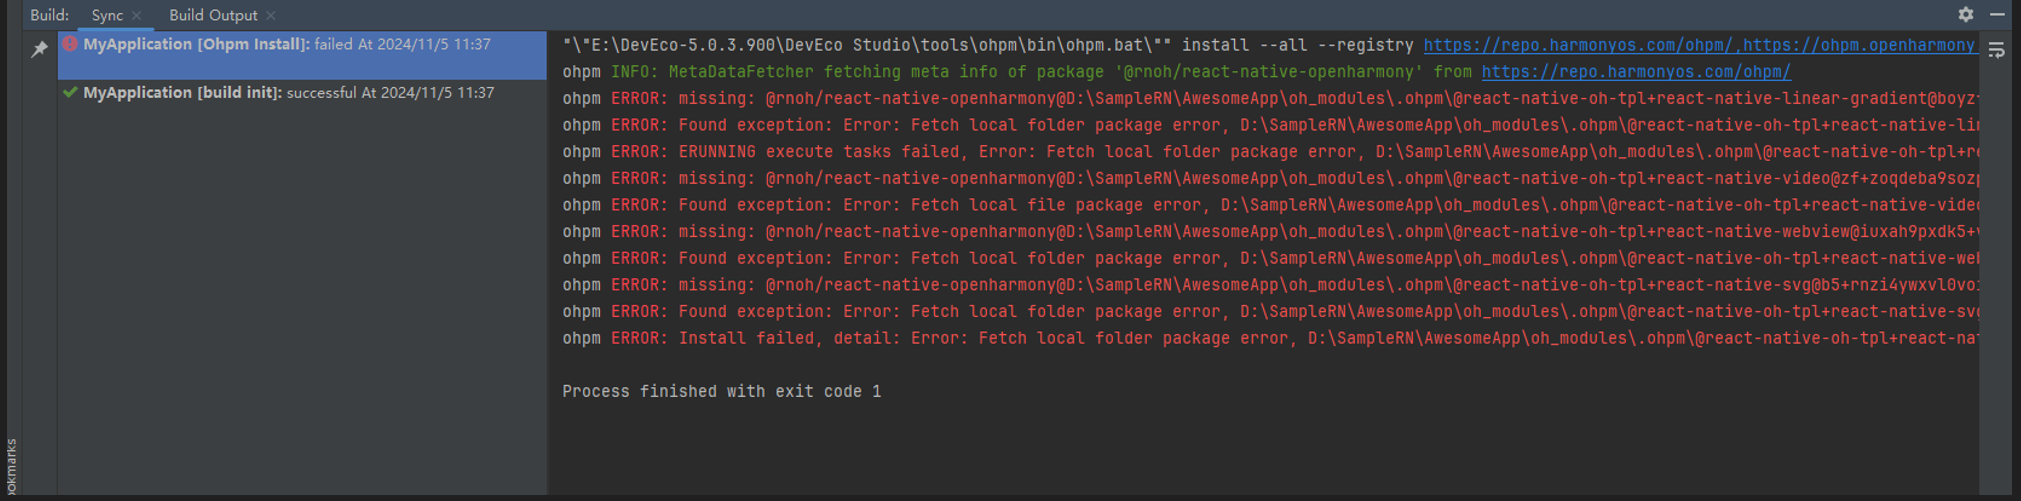 Build: Sync Build Output
MyApplication [Ohpm Install]: failed At 2024/11/5 11:37
MyApplication [build init]: successful At 2024/11/5 11:37
"\"E:\DevEco-5.0.3.900\DevEco Studio\tools\ohpm\bin\ohpm.bat\"" install --all --registry https://repo.harmonyos.com/ohpm/,https://ohpm.openharmony.
ohpm INFO: MetaDataFetcher fetching meta info of package '@rnoh/react-native-openharmony' from https://repo.harmonyos.com/ohpm/
ohpm ERROR: missing: @rnoh/react-native-openharmony@D:\SampleRN\AwesomeApp\oh_modules\.ohpm\@react-native-oh-tpl+react-native-linear-gradient@boyz
ohpm ERROR: Found exception: Error: Fetch local folder package error, D:\SampleRN\AwesomeApp\oh_modules\.ohpm\@react-native-oh-tpl+react-native-li
ohpm ERROR: ERUNNING execute tasks failed, Error: Fetch local folder package error, D:\SampleRN\AwesomeApp\oh_modules\.ohpm\@react-native-oh-tpl+re
ohpm ERROR: missing: @rnoh/react-native-openharmony@D:\SampleRN\AwesomeApp\oh_modules\.ohpm\@react-native-oh-tpl+react-native-video@zf+zoqdeba9sozp
ohpm ERROR: Found exception: Error: Fetch local file package error, D:\SampleRN\AwesomeApp\oh_modules\.ohpm\@react-native-oh-tpl+react-native-video
ohpm ERROR: missing: @rnoh/react-native-openharmony@D:\SampleRN\AwesomeApp\oh_modules\.ohpm\@react-native-oh-tpl+react-native-webview@iuxah9pxdk5+v
ohpm ERROR: Found exception: Error: Fetch local folder package error, D:\SampleRN\AwesomeApp\oh_modules\.ohpm\@react-native-oh-tpl+react-native-web
ohpm ERROR: missing: @rnoh/react-native-openharmony@D:\SampleRN\AwesomeApp\oh_modules\.ohpm\@react-native-oh-tpl+react-native-svg@b5+rnzi4ywxvl0voi
ohpm ERROR: Found exception: Error: Fetch local folder package error, D:\SampleRN\AwesomeApp\oh_modules\.ohpm\@react-native-oh-tpl+react-native-svg
ohpm ERROR: Install failed, detail: Error: Fetch local folder package error, D:\SampleRN\AwesomeApp\oh_modules\.ohpm\@react-native-oh-tpl+react-nat
Process finished with exit code 1
ookmarks